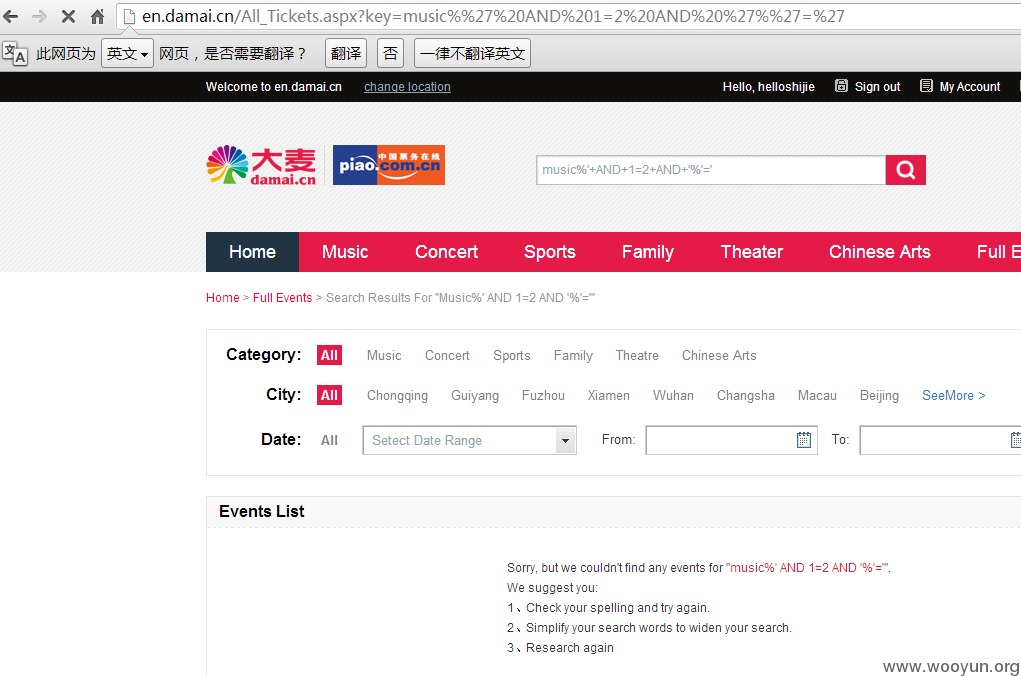 en.damai.cn/All_Tickets.aspx?key=music%%27%20AND%201=2%20AND%20%27%%27=%27
此网页为 英文 网页，是否需要翻译？ 翻译 否 一律不翻译英文
Welcome to en.damai.cn change location Hello, helloshijie Sign out My Account
大麦 damai.cn piao.com.cn 中国票务在线 music%'+AND+1=2+AND+'%'='
Home Music Concert Sports Family Theater Chinese Arts Full E
Home > Full Events > Search Results For "Music%' AND 1=2 AND '%'='"
Category: All Music Concert Sports Family Theatre Chinese Arts
City: All Chongqing Guiyang Fuzhou Xiamen Wuhan Changsha Macau Beijing SeeMore >
Date: All Select Date Range From: To:
Events List
Sorry, but we couldn't find any events for "music%' AND 1=2 AND '%'='".
We suggest you:
1、Check your spelling and try again.
2、Simplify your search words to widen your search.
3、Research again
www.wooyun.org